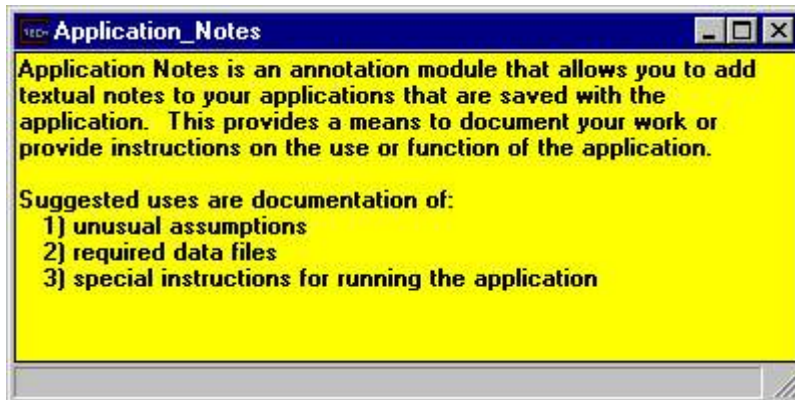 Application_Notes
Application Notes is an annotation module that allows you to add
textual notes to your applications that are saved with the
application.  This provides a means to document your work or
provide instructions on the use or function of the application.
Suggested uses are documentation of:
1) unusual assumptions
2) required data files
3) special instructions for running the application